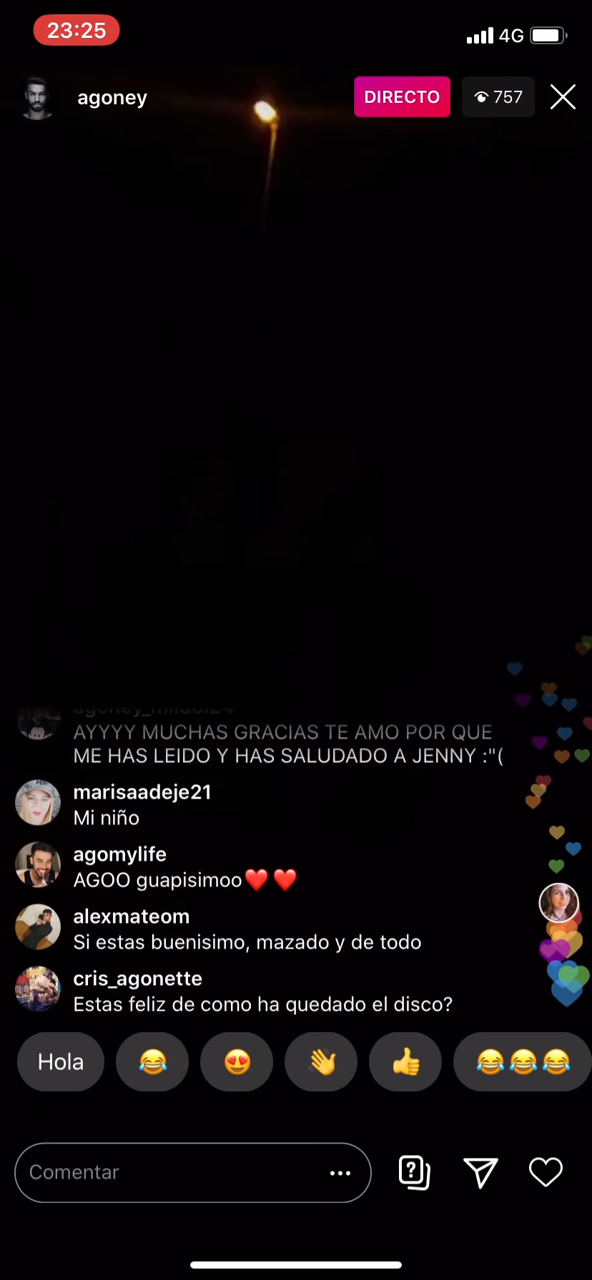 23:25
4G
agoney
DIRECTO
757
AYYYY MUCHAS GRACIAS TE AMO POR QUE
ME HAS LEIDO Y HAS SALUDADO A JENNY :"(
marisaadeje21
Mi niño
agomylife
AGOO guapisimoo❤️❤️
alexmateom
Si estas buenisimo, mazado y de todo
cris_agonette
Estas feliz de como ha quedado el disco?
Hola 😂 😍 👋 👍 😂😂😂
Comentar